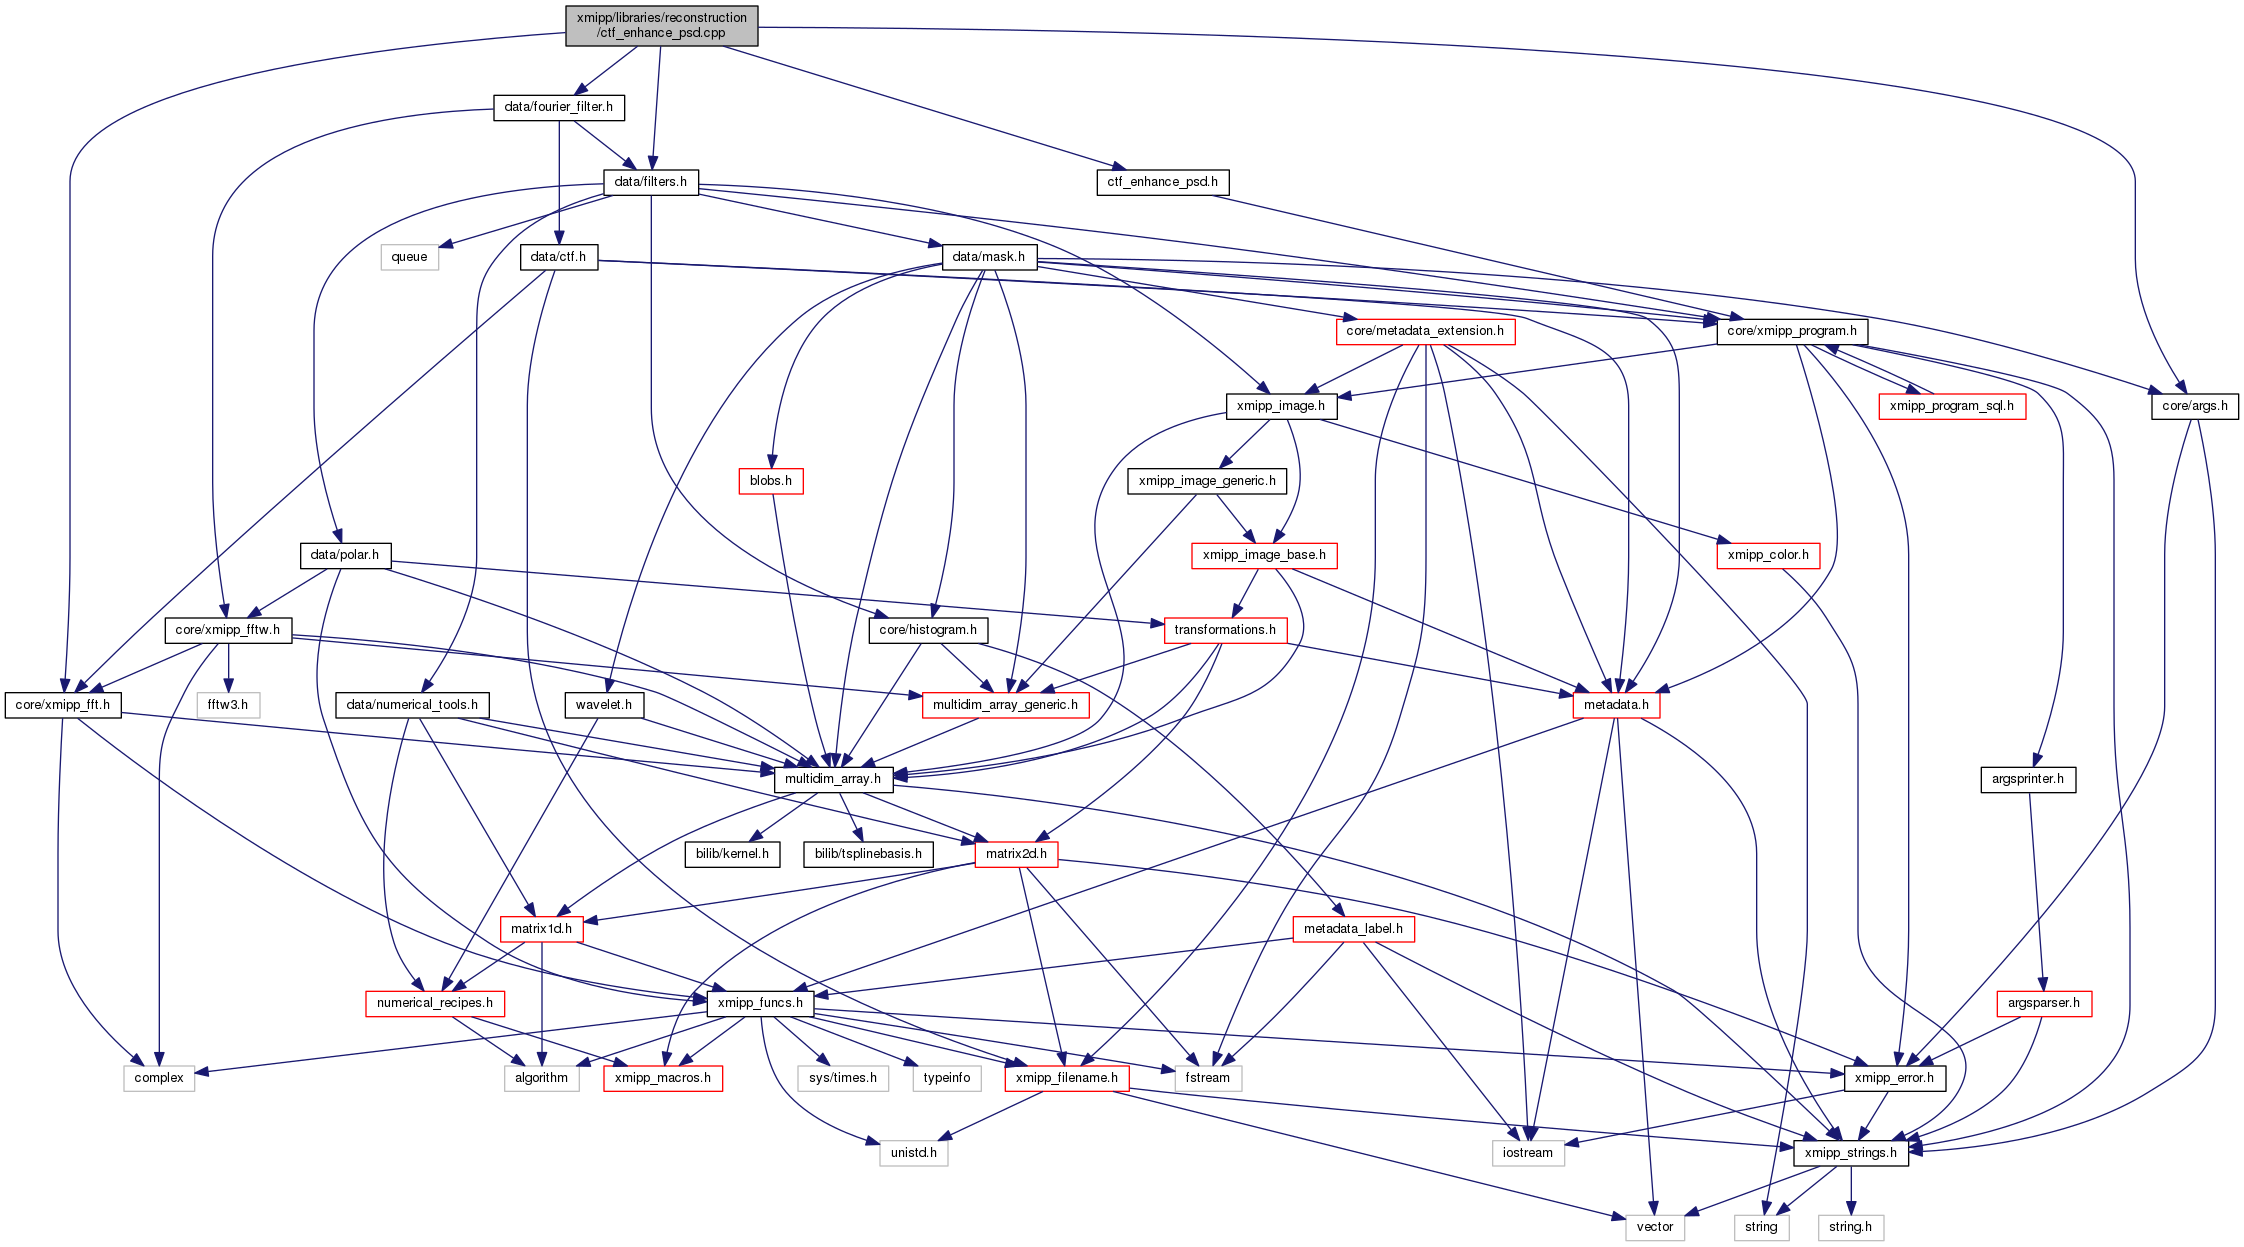 xmipp/libraries/reconstruction
/ctf_enhance_psd.cpp
data/fourier_filter.h
data/filters.h
ctf_enhance_psd.h
queue
data/ctf.h
data/mask.h
core/metadata_extension.h
core/xmipp_program.h
xmipp_image.h
xmipp_program_sql.h
core/args.h
blobs.h
xmipp_image_generic.h
data/polar.h
xmipp_image_base.h
xmipp_color.h
core/xmipp_fftw.h
core/histogram.h
transformations.h
core/xmipp_fft.h
fftw3.h
data/numerical_tools.h
wavelet.h
multidim_array_generic.h
metadata.h
multidim_array.h
argsprinter.h
bilib/kernel.h
bilib/tsplinebasis.h
matrix2d.h
matrix1d.h
metadata_label.h
numerical_recipes.h
xmipp_funcs.h
argsparser.h
complex
algorithm
xmipp_macros.h
sys/times.h
typeinfo
xmipp_filename.h
fstream
xmipp_error.h
unistd.h
iostream
xmipp_strings.h
vector
string
string.h